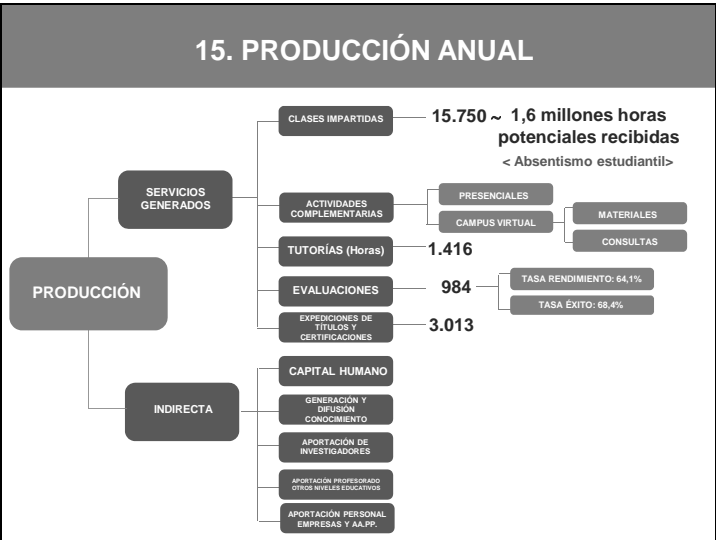 15. PRODUCCIÓN ANUAL
CLASES IMPARTIDAS
15.750 ~ 1,6 millones horas
potenciales recibidas
< Absentismo estudiantil>
SERVICIOS
GENERADOS
ACTIVIDADES
COMPLEMENTARIAS
PRESENCIALES
CAMPUS VIRTUAL
MATERIALES
CONSULTAS
TUTORÍAS (Horas)
1.416
PRODUCCIÓN
EVALUACIONES
984
TASA RENDIMIENTO: 64,1%
TASA ÉXITO: 68,4%
EXPEDICIONES DE
TÍTULOS Y
CERTIFICACIONES
3.013
INDIRECTA
CAPITAL HUMANO
GENERACIÓN Y
DIFUSIÓN
CONOCIMIENTO
APORTACIÓN DE
INVESTIGADORES
APORTACIÓN PROFESORADO
OTROS NIVELES EDUCATIVOS
APORTACIÓN PERSONAL
EMPRESAS Y AA.PP.